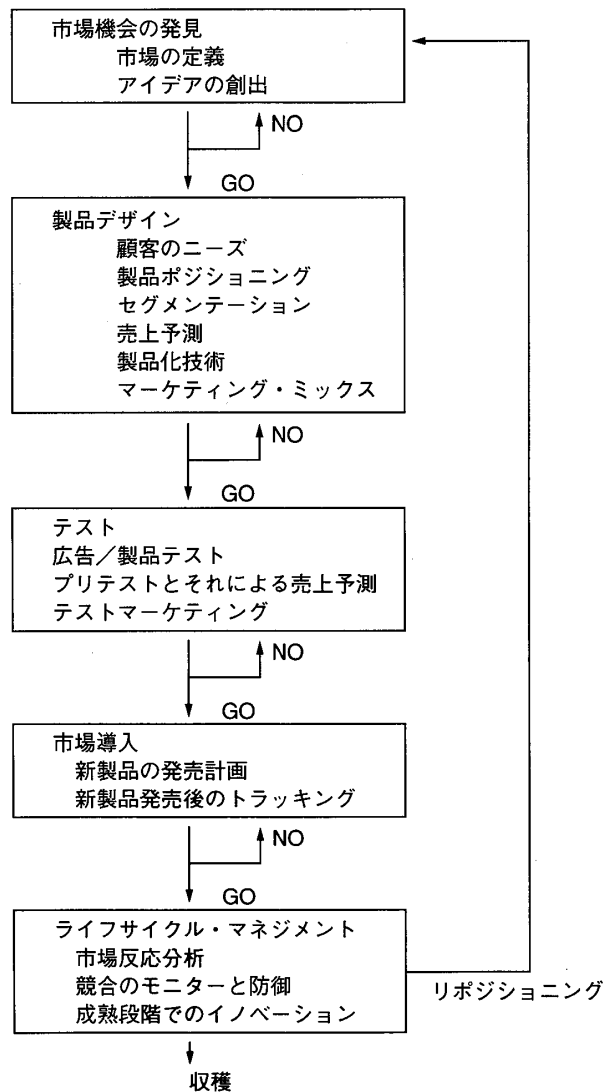 市場機会の発見
市場の定義
アイデアの創出
NO
GO
製品デザイン
顧客のニーズ
製品ポジショニング
セグメンテーション
売上予測
製品化技術
マーケティング・ミックス
NO
GO
テスト
広告／製品テスト
プリテストとそれによる売上予測
テストマーケティング
NO
GO
市場導入
新製品の発売計画
新製品発売後のトラッキング
NO
GO
ライフサイクル・マネジメント
市場反応分析
競合のモニターと防御
成熟段階でのイノベーション
リポジショニング
収穫